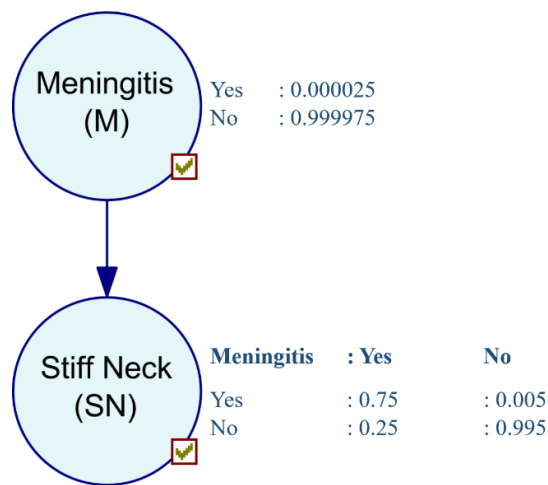 Meningitis
(M)
Yes : 0.000025
No : 0.999975
Stiff Neck
(SN)
Meningitis : Yes No
Yes : 0.75 : 0.005
No : 0.25 : 0.995